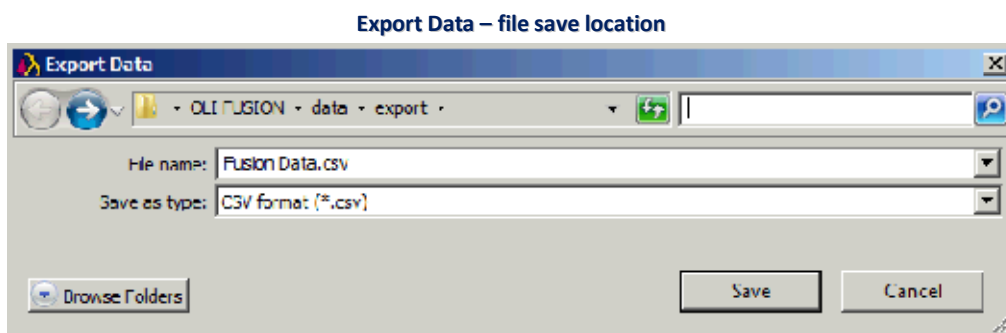 Export Data – file save location
Export Data
OLI FUSION data export
File name: Fusion Data.csv
Save as type: CSV format (*.csv)
Browse Folders Save Cancel